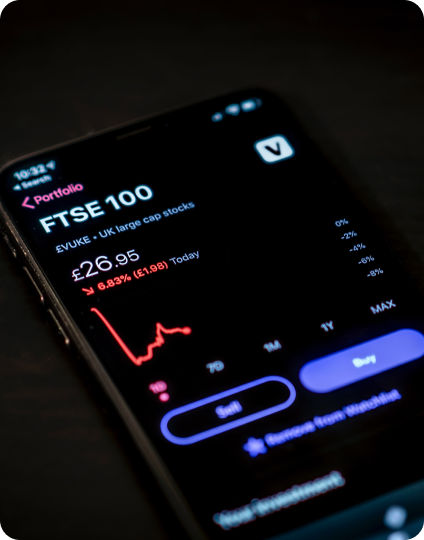 10:32
◀ Search
Portfolio
FTSE 100
£VUKE • UK large cap stocks
£26.95
↘ 6.83% (£1.98) Today
0%
-2%
-4%
-6%
-8%
1D 7D 1M 1Y MAX
Sell Buy
Remove from Watchlist
Your Investment